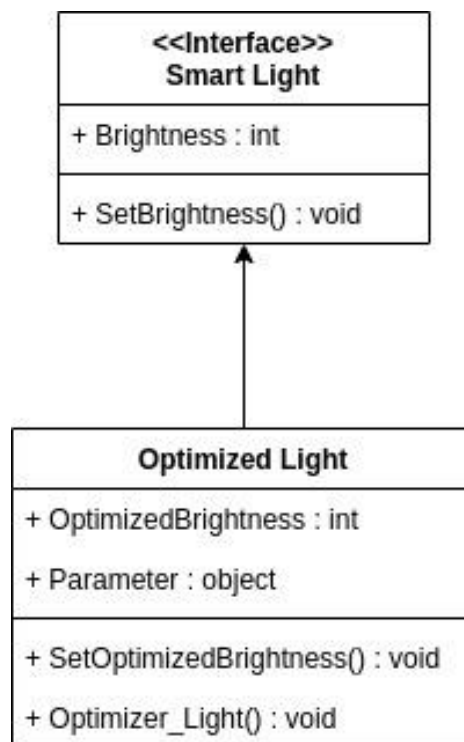 <<Interface>>
Smart Light
+ Brightness : int
+ SetBrightness() : void
Optimized Light
+ OptimizedBrightness : int
+ Parameter : object
+ SetOptimizedBrightness() : void
+ Optimizer_Light() : void